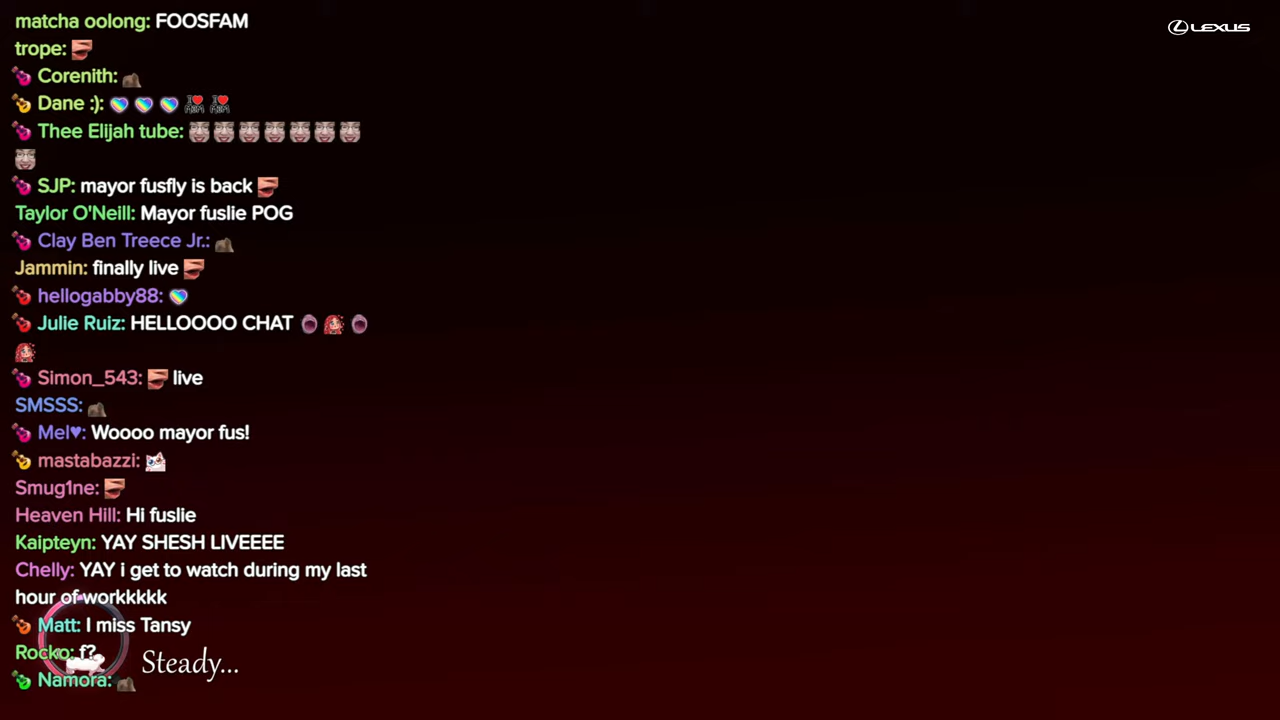 matcha oolong: FOOSFAM
LEXUS
trope:
Corenith:
Dane :): I ❤ MOM I ❤ MOM
Thee Elijah tube:
SJP: mayor fusfly is back
Taylor O'Neill: Mayor fuslie POG
Clay Ben Treece Jr.:
Jammin: finally live
hellogabby88:
Julie Ruiz: HELLOOOO CHAT
Simon_543: live
SMSSS:
Mel♥: Woooo mayor fus!
mastabazzi:
Smug1ne:
Heaven Hill: Hi fuslie
Kaipteyn: YAY SHESH LIVEEEE
Chelly: YAY i get to watch during my last
hour of workkkkk
Matt: I miss Tansy
Rocko: f?
Steady...
Namora: